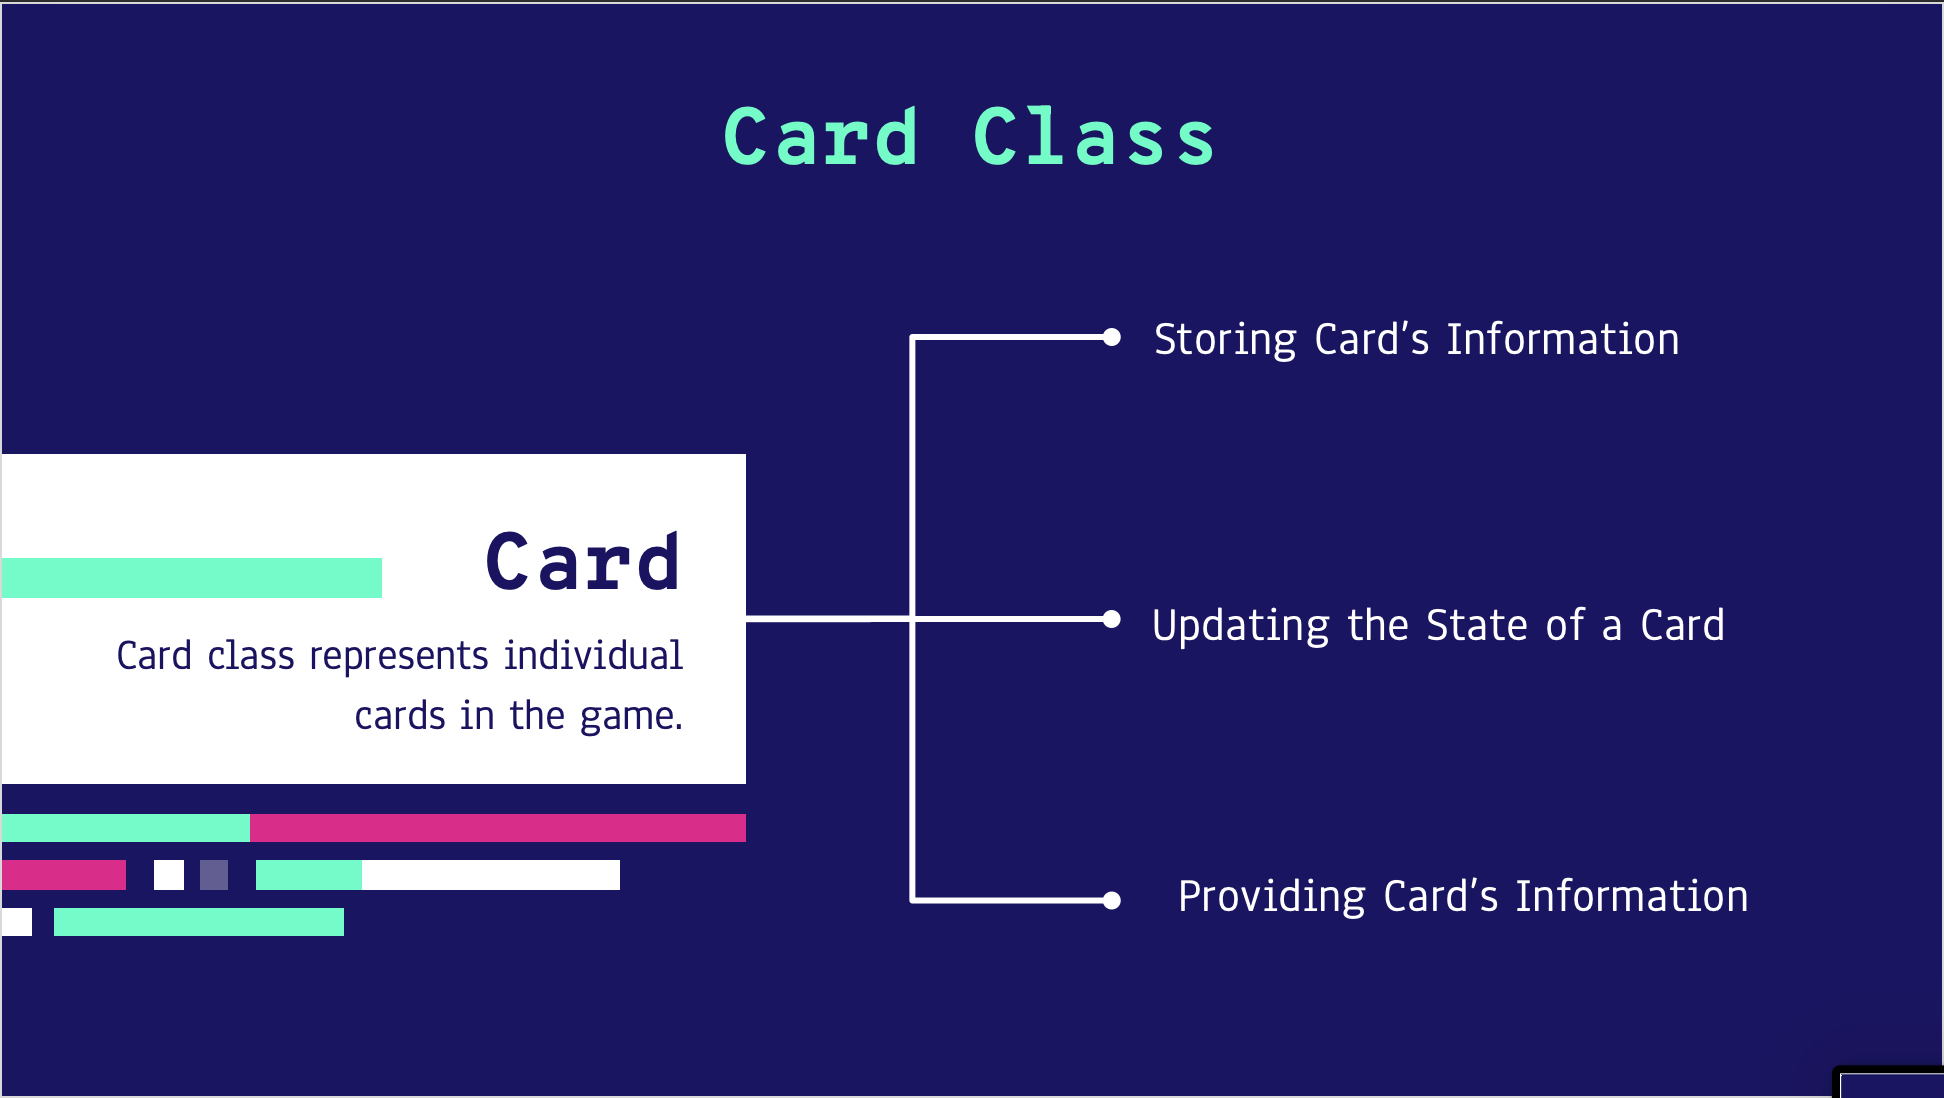 Card Class
Card
Card class represents individual
cards in the game.
Storing Card's Information
Updating the State of a Card
Providing Card's Information